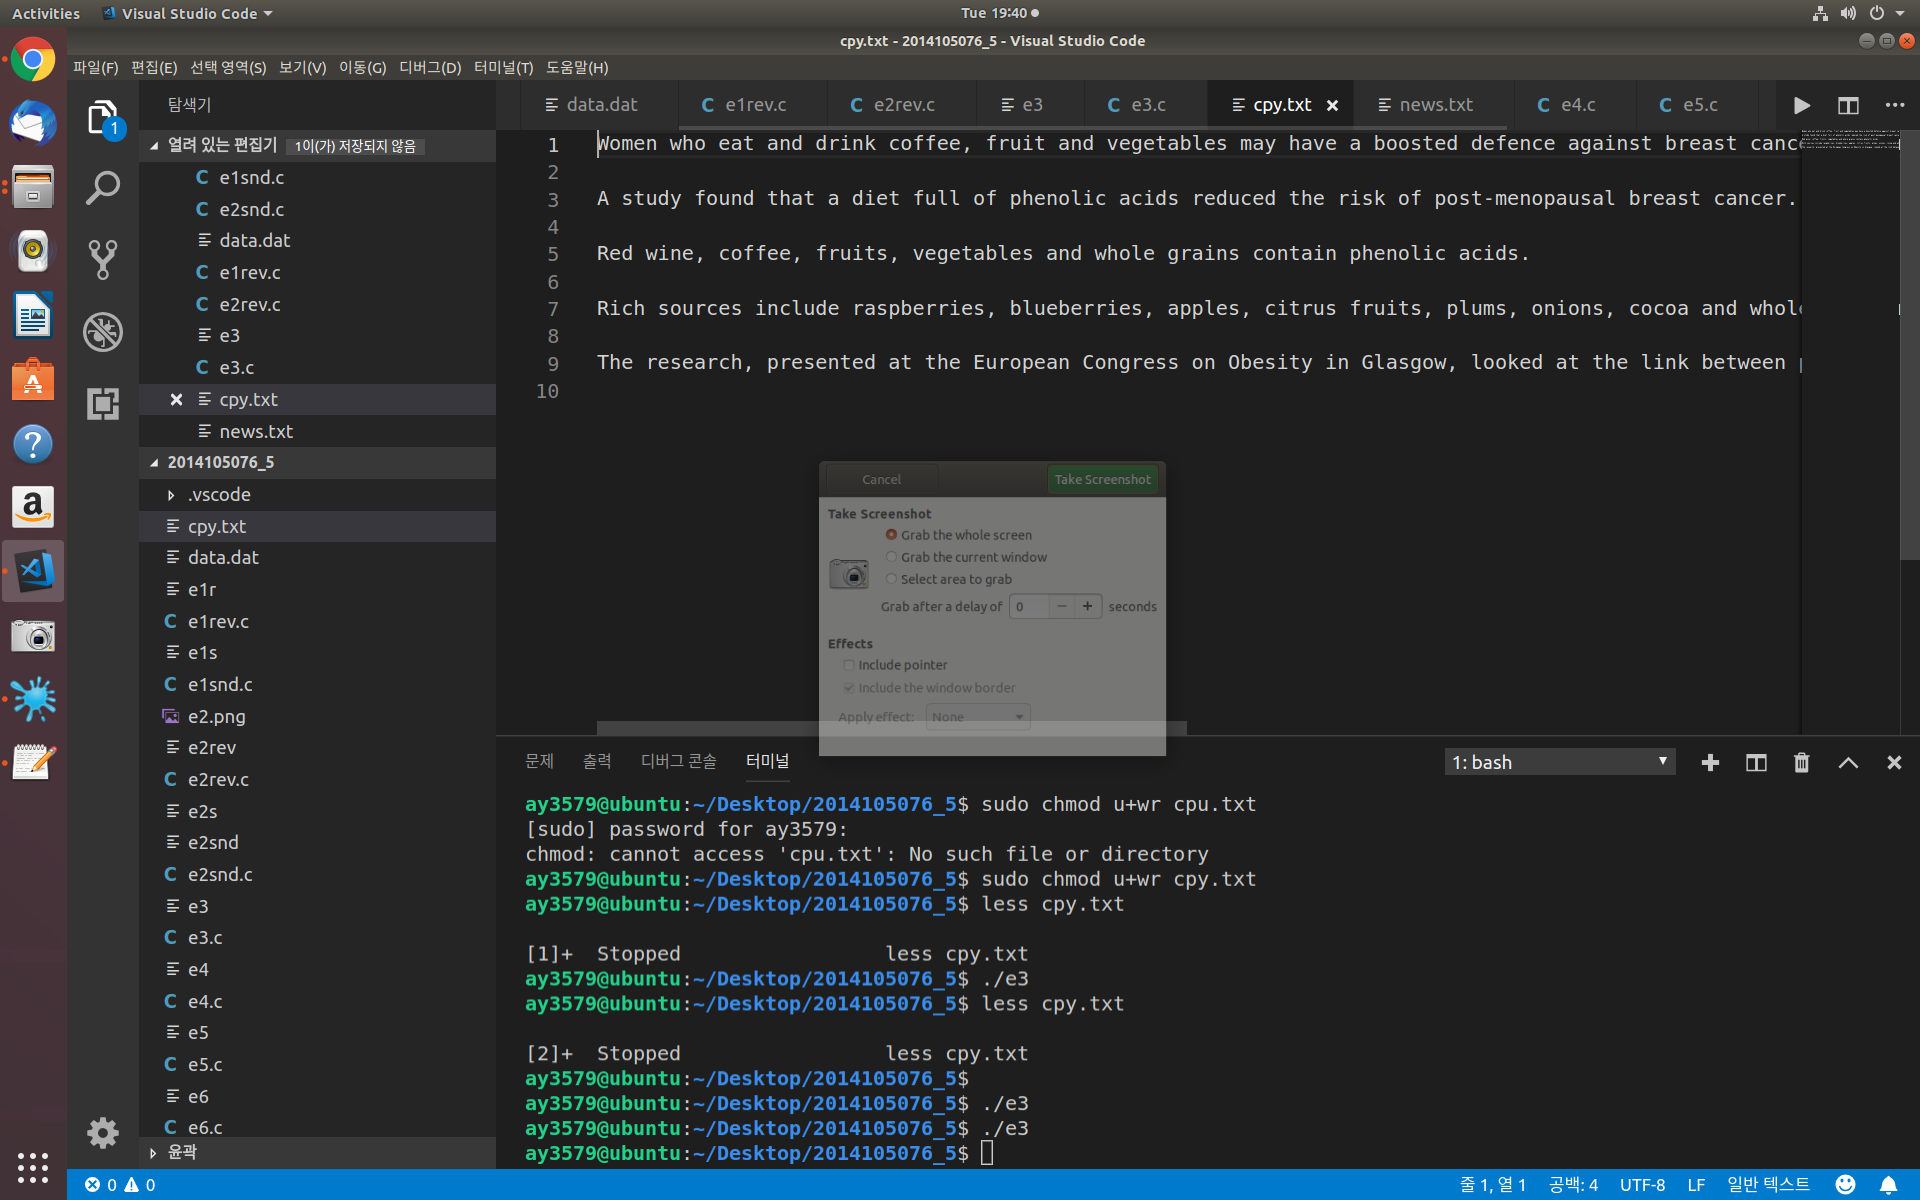 Activities
Visual Studio Code
Tue 19:40
cpy.txt - 2014105076_5 - Visual Studio Code
파일(F) 편집(E) 선택 영역(S) 보기(V) 이동(G) 디버그(D) 터미널(T) 도움말(H)
탐색기
data.dat
C e1rev.c
C e2rev.c
e3
C e3.c
cpy.txt
news.txt
C e4.c
C e5.c
1
열려 있는 편집기 1이(가) 저장되지 않음
C e1snd.c
C e2snd.c
data.dat
C e1rev.c
C e2rev.c
e3
C e3.c
cpy.txt
news.txt
2014105076_5
.vscode
cpy.txt
data.dat
e1r
C e1rev.c
e1s
C e1snd.c
e2.png
e2rev
C e2rev.c
e2s
e2snd
C e2snd.c
e3
C e3.c
e4
C e4.c
e5
C e5.c
e6
C e6.c
윤곽
1 Women who eat and drink coffee, fruit and vegetables may have a boosted defence against breast canc
2
3 A study found that a diet full of phenolic acids reduced the risk of post-menopausal breast cancer.
4
5 Red wine, coffee, fruits, vegetables and whole grains contain phenolic acids.
6
7 Rich sources include raspberries, blueberries, apples, citrus fruits, plums, onions, cocoa and whol
8
9 The research, presented at the European Congress on Obesity in Glasgow, looked at the link between
10
Cancel
Take Screenshot
Take Screenshot
Grab the whole screen
Grab the current window
Select area to grab
Grab after a delay of 0 − + seconds
Effects
Include pointer
Include the window border
Apply effect: None
문제 출력 디버그 콘솔 터미널
1: bash
ay3579@ubuntu:~/Desktop/2014105076_5$ sudo chmod u+wr cpu.txt
[sudo] password for ay3579:
chmod: cannot access 'cpu.txt': No such file or directory
ay3579@ubuntu:~/Desktop/2014105076_5$ sudo chmod u+wr cpy.txt
ay3579@ubuntu:~/Desktop/2014105076_5$ less cpy.txt
[1]+  Stopped                 less cpy.txt
ay3579@ubuntu:~/Desktop/2014105076_5$ ./e3
ay3579@ubuntu:~/Desktop/2014105076_5$ less cpy.txt
[2]+  Stopped                 less cpy.txt
ay3579@ubuntu:~/Desktop/2014105076_5$
ay3579@ubuntu:~/Desktop/2014105076_5$ ./e3
ay3579@ubuntu:~/Desktop/2014105076_5$ ./e3
ay3579@ubuntu:~/Desktop/2014105076_5$
0 0
줄 1, 열 1 공백: 4 UTF-8 LF 일반 텍스트